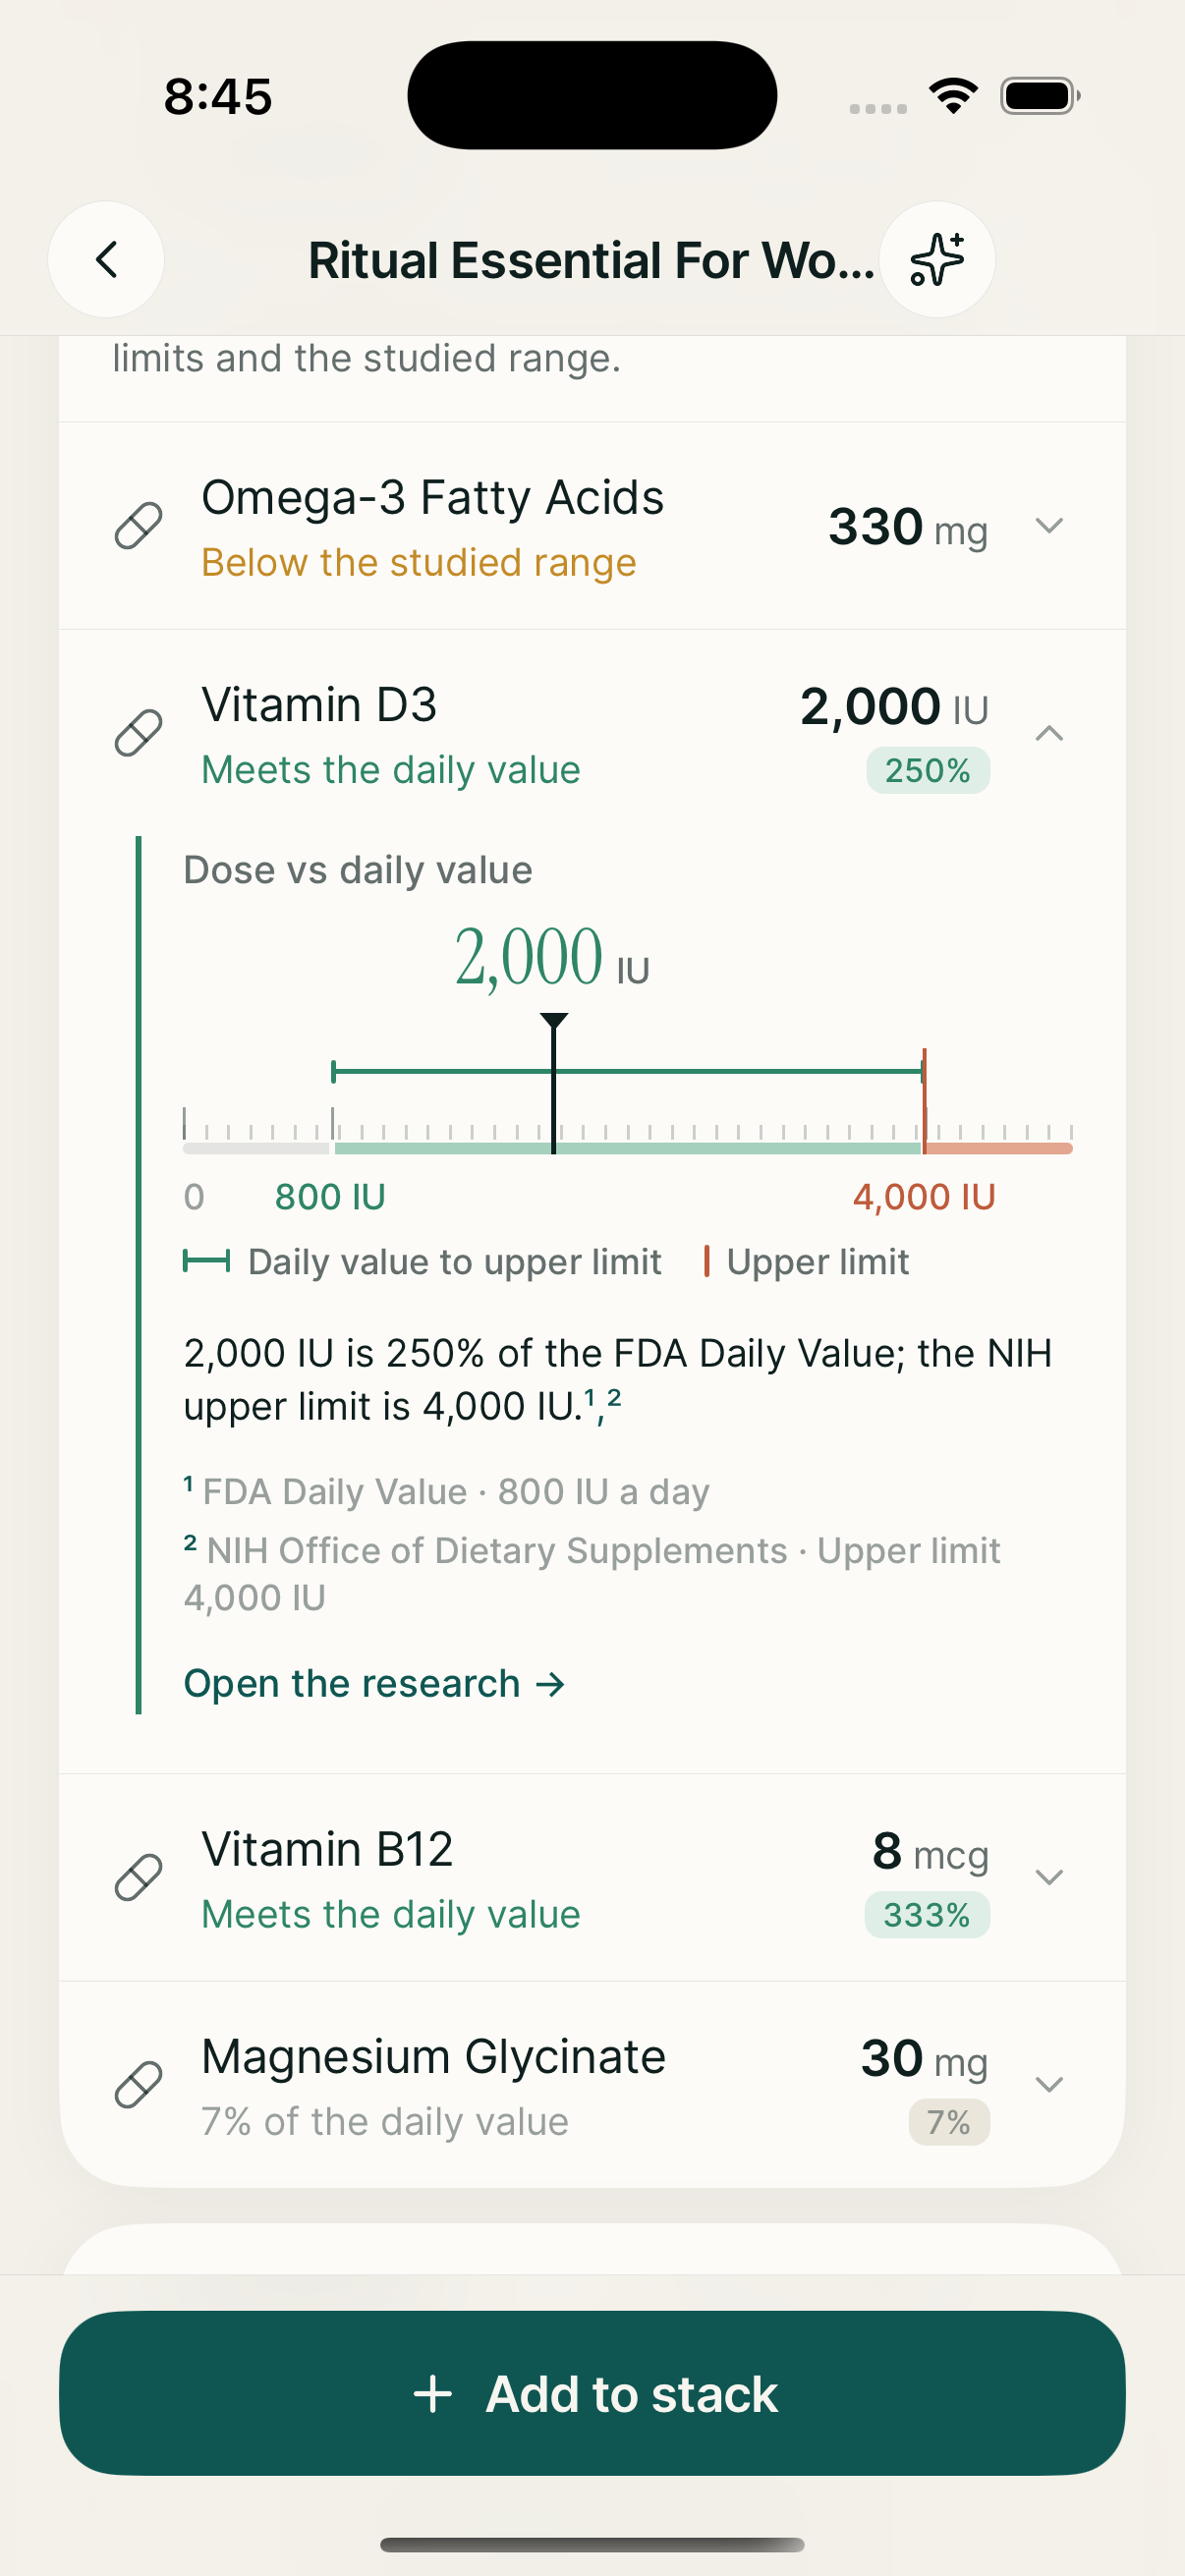 8:45
Ritual Essential For Wo...
limits and the studied range.
Omega-3 Fatty Acids
330 mg
Below the studied range
Vitamin D3
2,000 IU
Meets the daily value
250%
Dose vs daily value
2,000 IU
0
800 IU
4,000 IU
Daily value to upper limit
Upper limit
2,000 IU is 250% of the FDA Daily Value; the NIH
upper limit is 4,000 IU.¹,²
¹ FDA Daily Value · 800 IU a day
² NIH Office of Dietary Supplements · Upper limit
4,000 IU
Open the research →
Vitamin B12
8 mcg
Meets the daily value
333%
Magnesium Glycinate
30 mg
7% of the daily value
7%
+ Add to stack